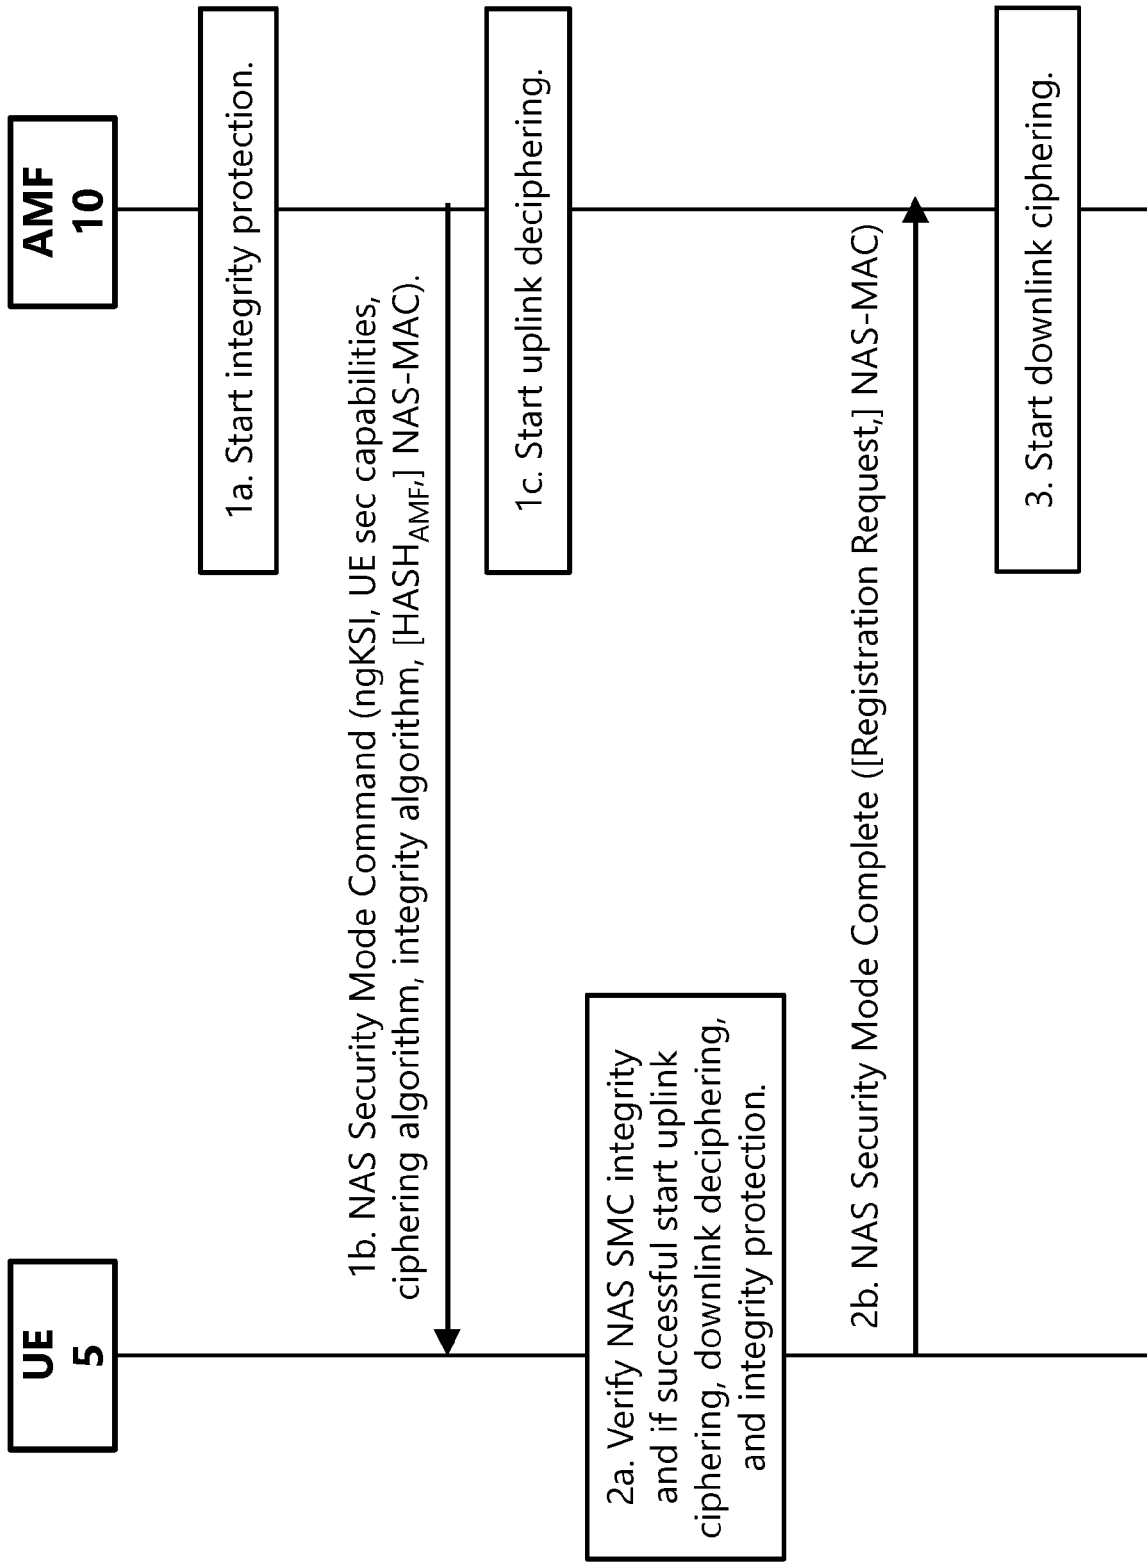 UE
5
AMF
10
1a. Start integrity protection.
1b. NAS Security Mode Command (ngKSI, UE sec capabilities,
ciphering algorithm, integrity algorithm, [HASH_AMF,] NAS-MAC).
1c. Start uplink deciphering.
2a. Verify NAS SMC integrity
and if successful start uplink
ciphering, downlink deciphering,
and integrity protection.
2b. NAS Security Mode Complete ([Registration Request,] NAS-MAC)
3. Start downlink ciphering.